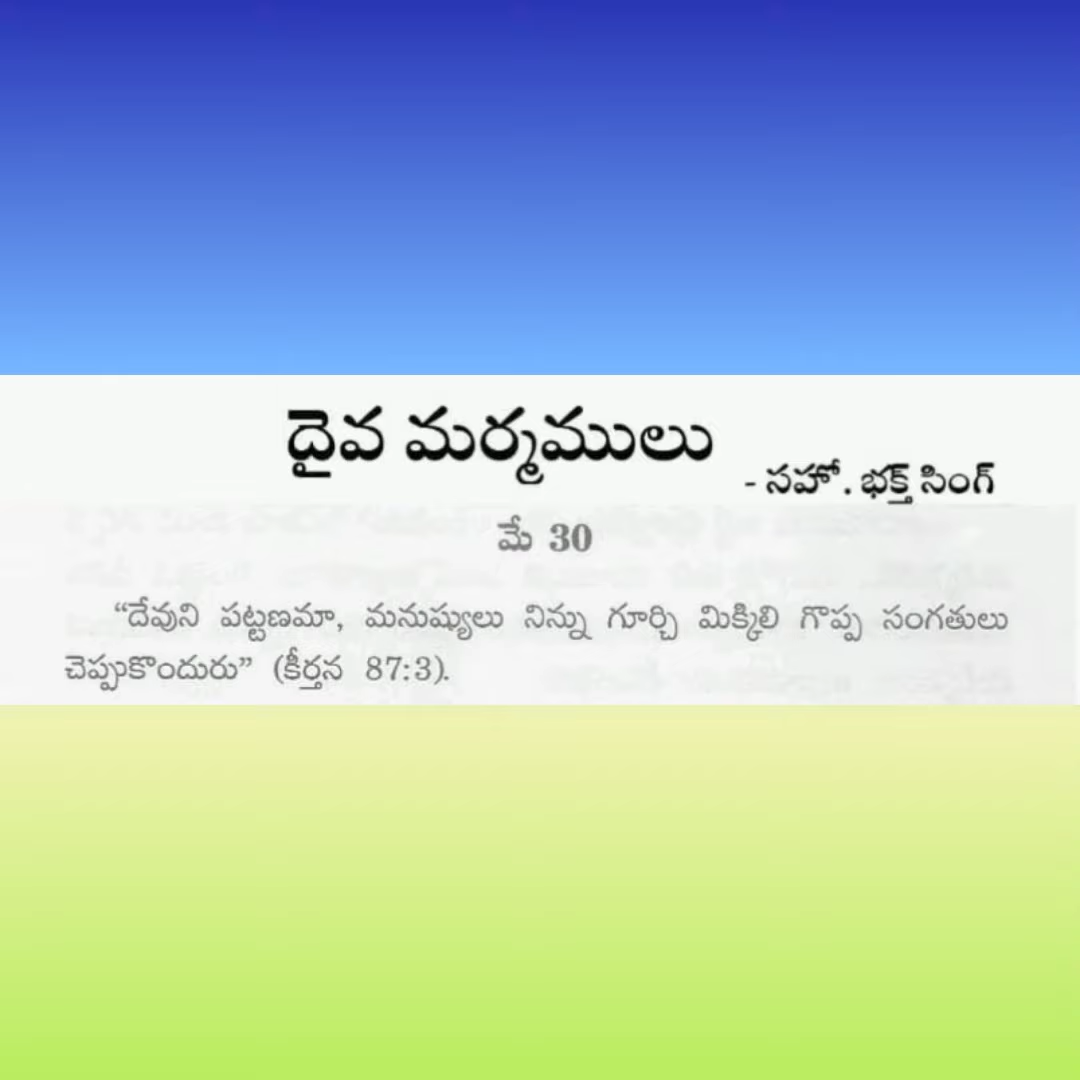 దైవ మర్మములు
- సహో. భక్త్ సింగ్
మే 30
“దేవుని పట్టణమా, మనుష్యులు నిన్ను గూర్చి మిక్కిలి గొప్ప సంగతులు
చెప్పుకొందురు” (కీర్తన 87:3).